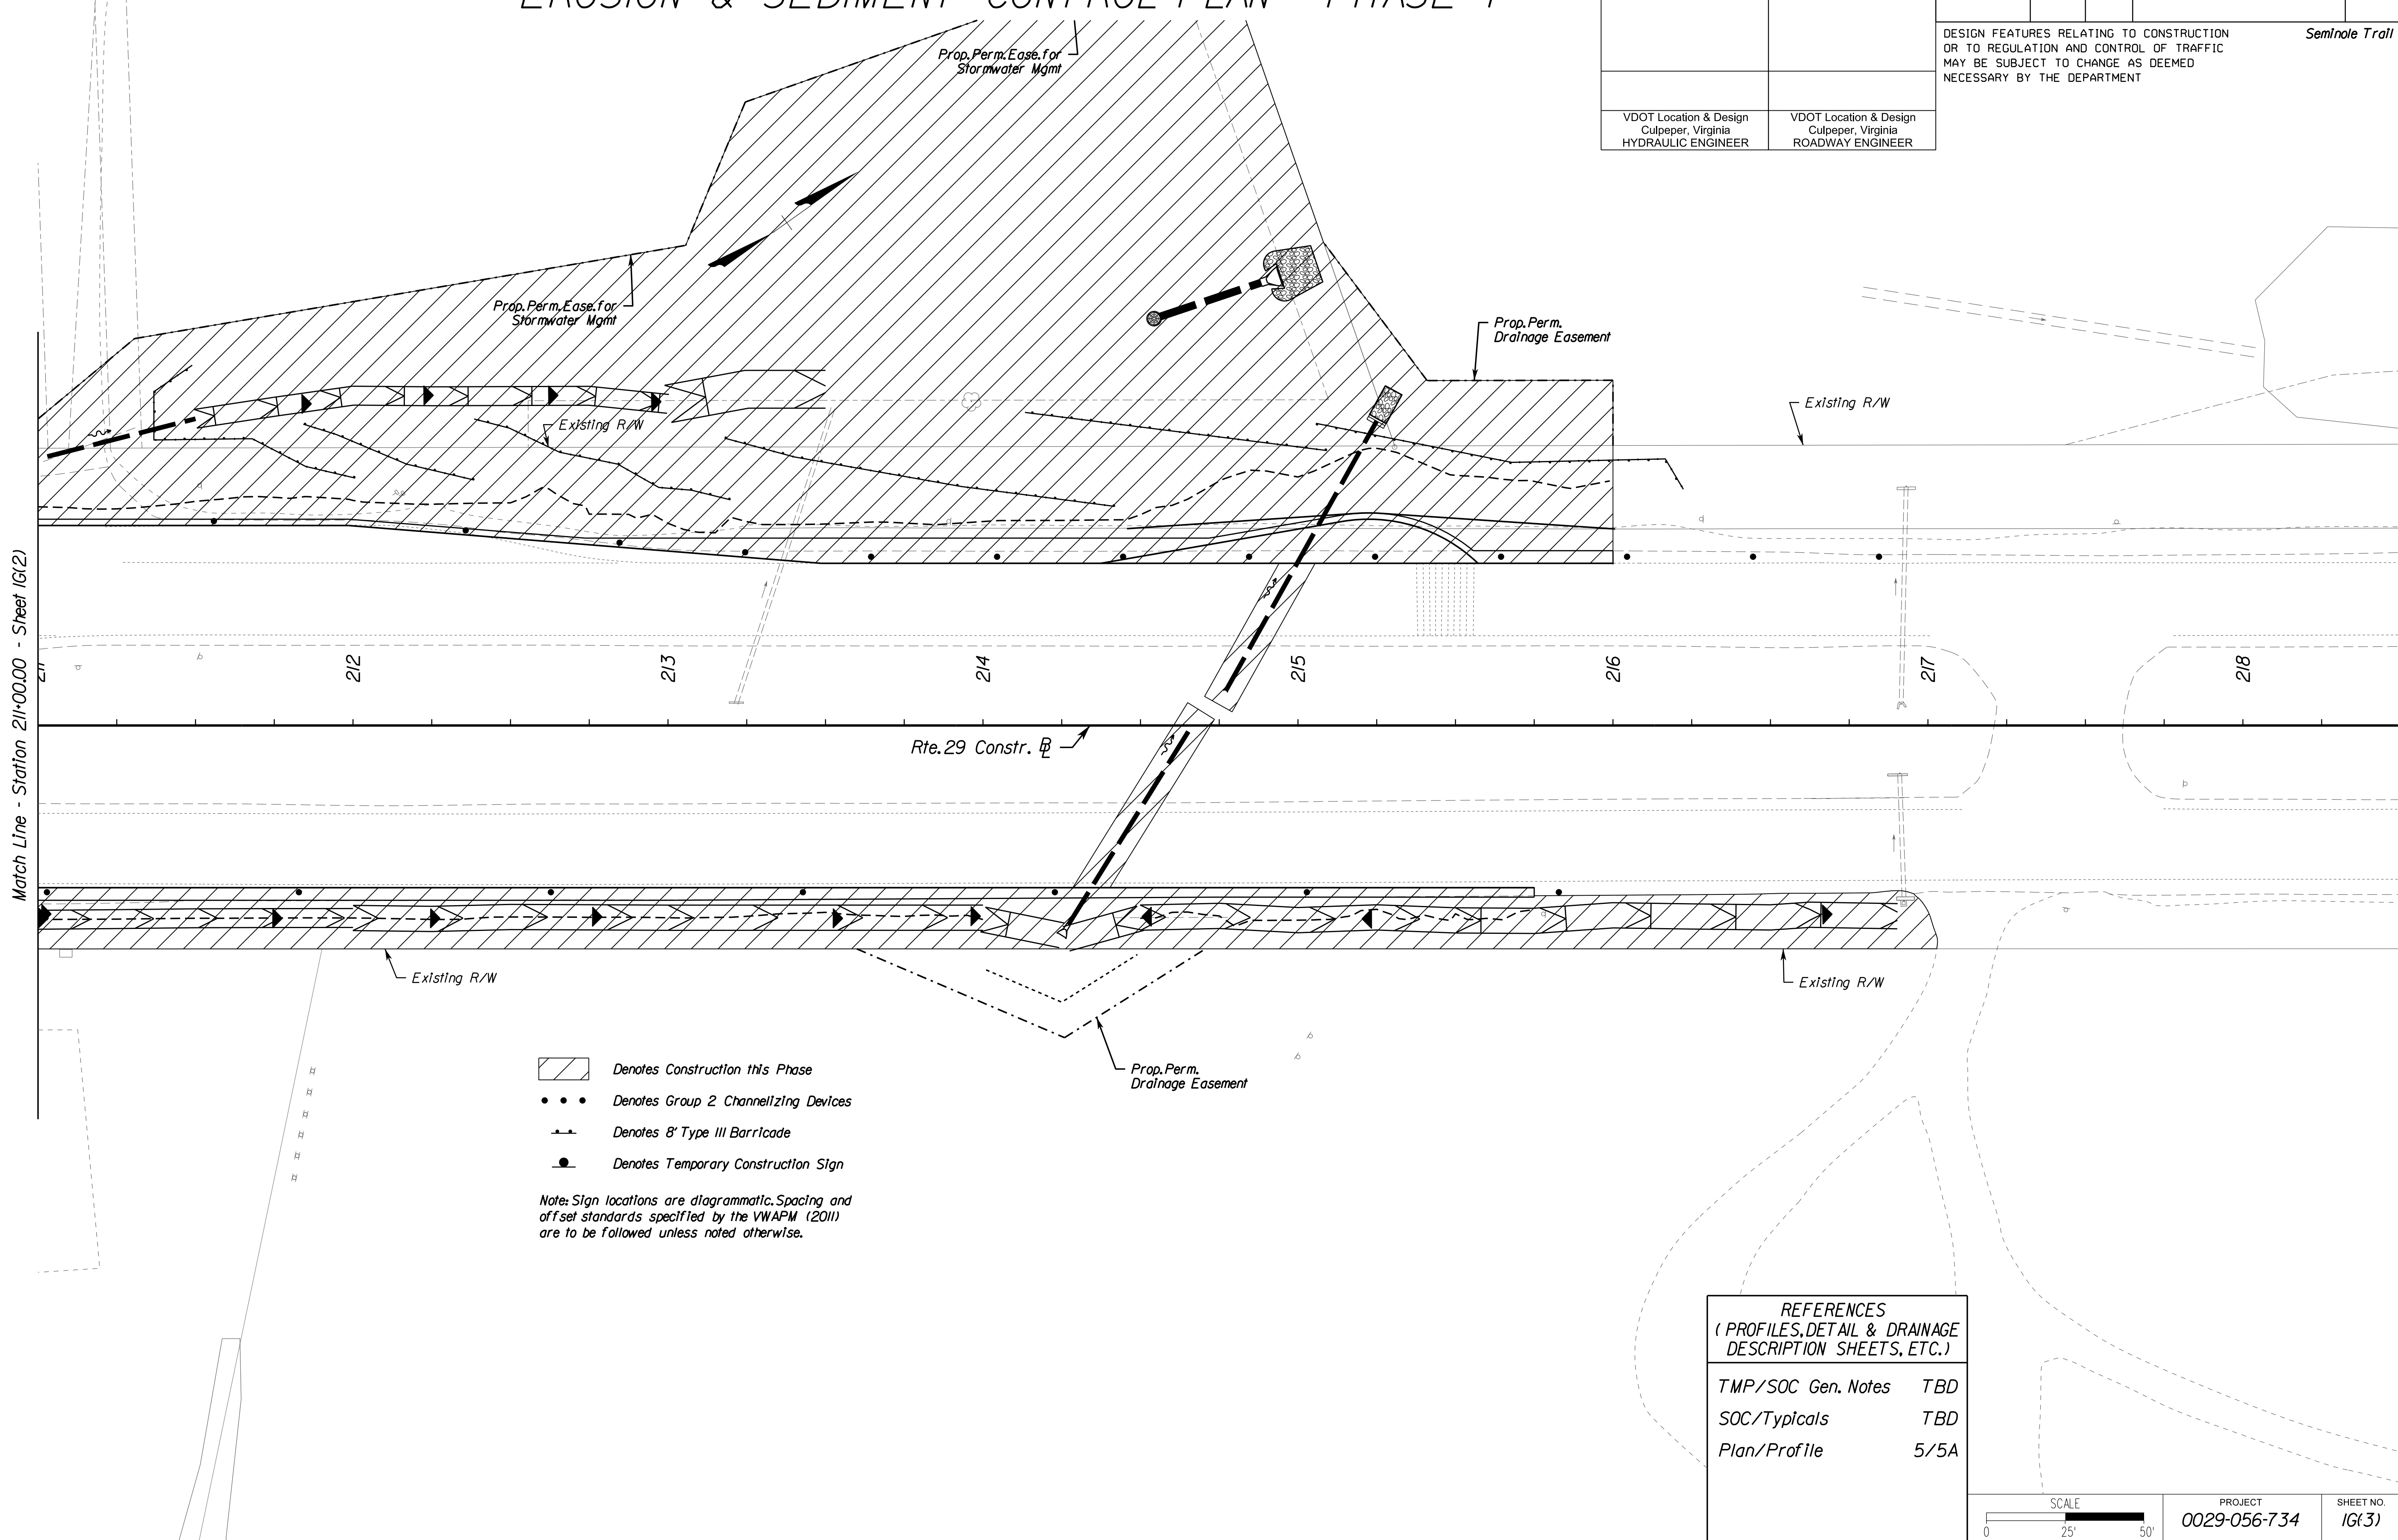 EROSION & SEDIMENT CONTROL PLAN - PHASE I
DESIGN FEATURES RELATING TO CONSTRUCTION
OR TO REGULATION AND CONTROL OF TRAFFIC
MAY BE SUBJECT TO CHANGE AS DEEMED
NECESSARY BY THE DEPARTMENT
Seminole Trail
VDOT Location & Design
Culpeper, Virginia
HYDRAULIC ENGINEER
VDOT Location & Design
Culpeper, Virginia
ROADWAY ENGINEER
Prop.Perm.Ease.for
Stormwater Mgmt
Prop.Perm.Ease.for
Stormwater Mgmt
Prop.Perm.
Drainage Easement
Existing R/W
Existing R/W
Match Line - Station 211+00.00 - Sheet 1G(2)
211
212
213
214
215
216
217
218
Rte.29 Constr. BL
Existing R/W
Existing R/W
Prop.Perm.
Drainage Easement
Denotes Construction this Phase
Denotes Group 2 Channelizing Devices
Denotes 8' Type III Barricade
Denotes Temporary Construction Sign
Note: Sign locations are diagrammatic. Spacing and
offset standards specified by the VWAPM (2011)
are to be followed unless noted otherwise.
REFERENCES
( PROFILES, DETAIL & DRAINAGE
DESCRIPTION SHEETS, ETC.)
TMP/SOC Gen. Notes TBD
SOC/Typicals TBD
Plan/Profile 5/5A
SCALE
0 25' 50'
PROJECT
0029-056-734
SHEET NO.
1G(3)